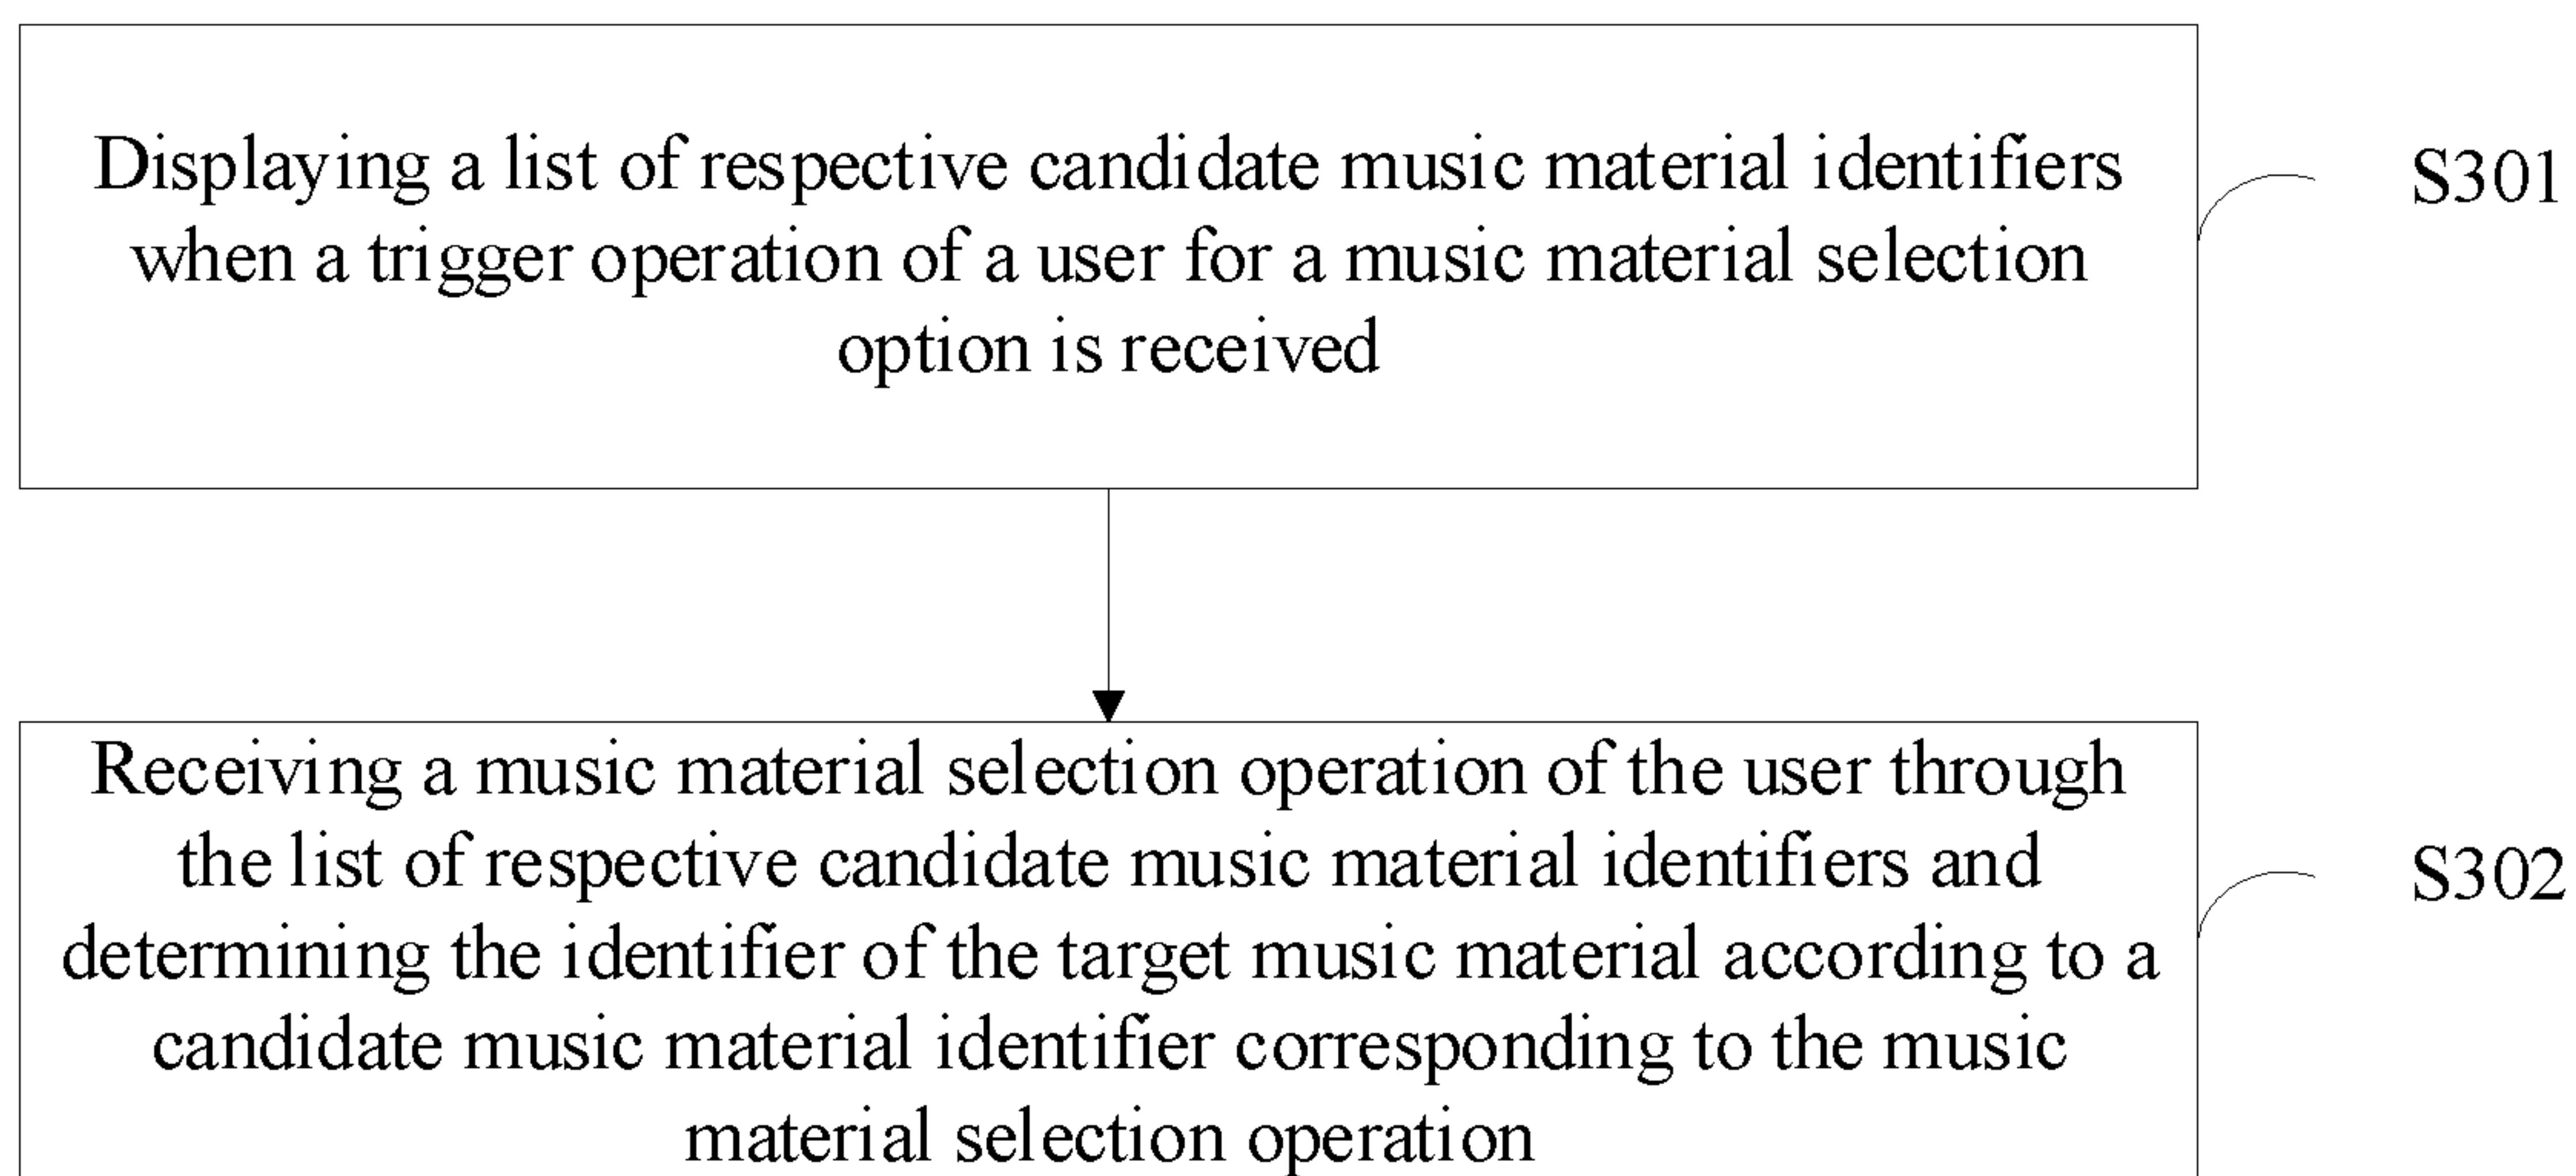 Displaying a list of respective candidate music material identifiers
when a trigger operation of a user for a music material selection
option is received
S301
Receiving a music material selection operation of the user through
the list of respective candidate music material identifiers and
determining the identifier of the target music material according to a
candidate music material identifier corresponding to the music
material selection operation
S302